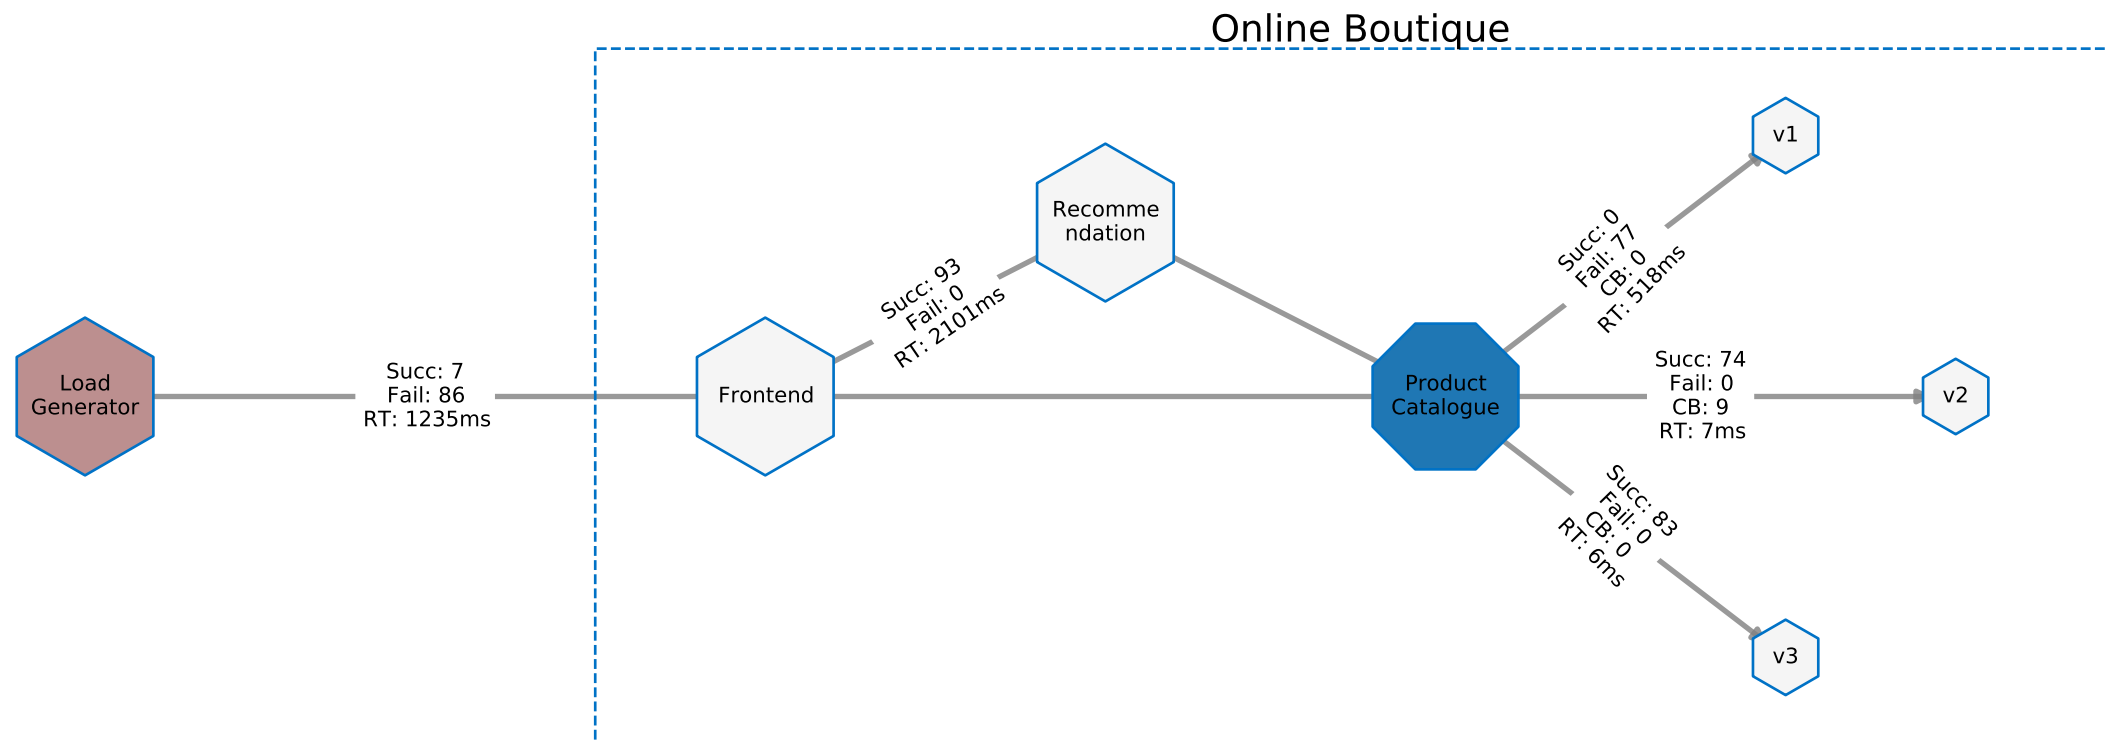 Online Boutique
Load
Generator
Succ: 7
Fail: 86
RT: 1235ms
Frontend
Succ: 93
Fail: 0
RT: 2101ms
Recomme
ndation
Product
Catalogue
Succ: 0
Fail: 77
CB: 0
RT: 518ms
v1
Succ: 74
Fail: 0
CB: 9
RT: 7ms
v2
Succ: 83
Fail: 0
CB: 0
RT: 6ms
v3